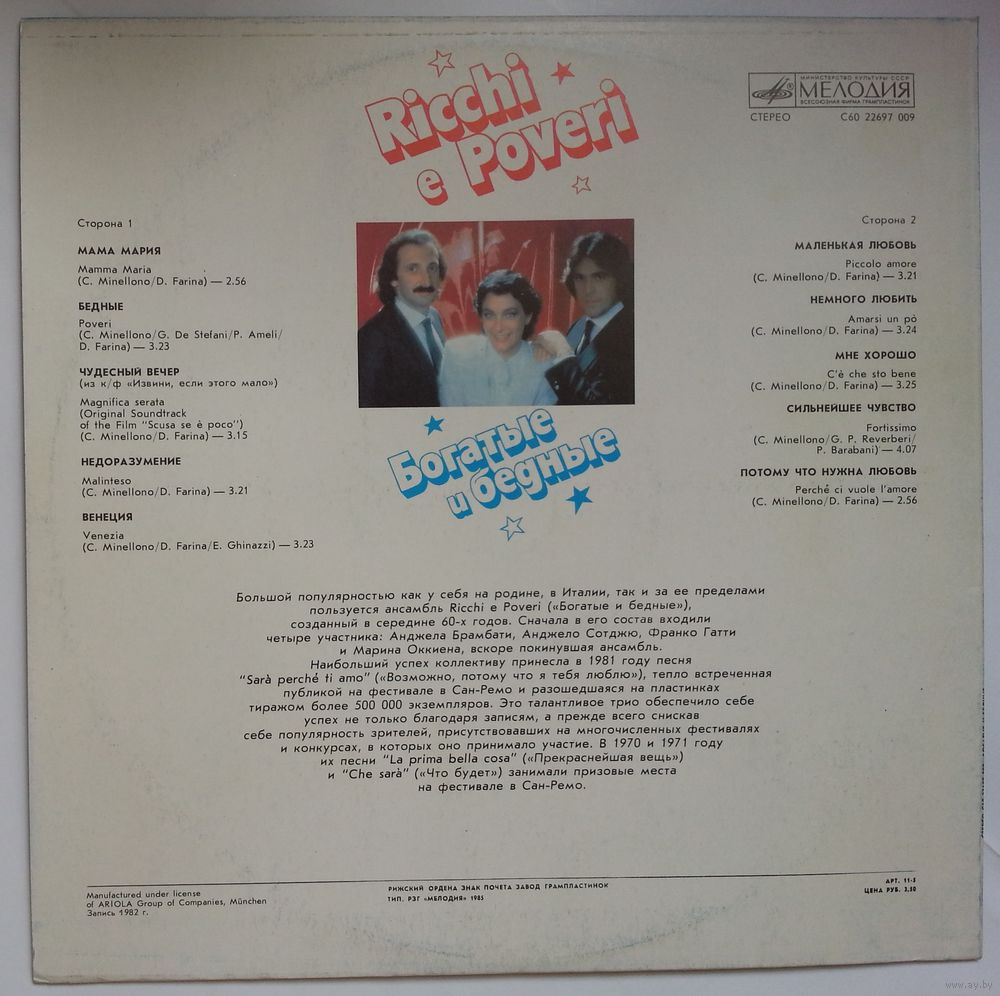 Ricchi
e Poveri
МИНИСТЕРСТВО КУЛЬТУРЫ СССР
МЕЛОДИЯ
ВСЕСОЮЗНАЯ ФИРМА ГРАМПЛАСТИНОК
СТЕРЕО С60 22697 009
Сторона 1
МАМА МАРИЯ
Mamma Maria
(C. Minellono/D. Farina) — 2.56
БЕДНЫЕ
Poveri
(C. Minellono/G. De Stefani/P. Ameli/
D. Farina) — 3.23
ЧУДЕСНЫЙ ВЕЧЕР
(из к/ф «Извини, если этого мало»)
Magnifica serata
(Original Soundtrack
of the Film “Scusa se è poco”)
(C. Minellono/D. Farina) — 3.15
НЕДОРАЗУМЕНИЕ
Malinteso
(C. Minellono/D. Farina) — 3.21
ВЕНЕЦИЯ
Venezia
(C. Minellono/D. Farina/E. Ghinazzi) — 3.23
Сторона 2
МАЛЕНЬКАЯ ЛЮБОВЬ
Piccolo amore
(C. Minellono/D. Farina) — 3.21
НЕМНОГО ЛЮБИТЬ
Amarsi un pò
(C. Minellono/D. Farina) — 3.24
МНЕ ХОРОШО
C'è che sto bene
(C. Minellono/D. Farina) — 3.25
СИЛЬНЕЙШЕЕ ЧУВСТВО
Fortissimo
(C. Minellono/G. P. Reverberi/
P. Barabani) — 4.07
ПОТОМУ ЧТО НУЖНА ЛЮБОВЬ
Perché ci vuole l'amore
(C. Minellono/D. Farina) — 2.56
Богатые
и бедные
Большой популярностью как у себя на родине, в Италии, так и за ее пределами
пользуется ансамбль Ricchi e Poveri («Богатые и бедные»),
созданный в середине 60-х годов. Сначала в его состав входили
четыре участника: Анджела Брамбати, Анджело Сотджю, Франко Гатти
и Марина Оккиена, вскоре покинувшая ансамбль.
Наибольший успех коллективу принесла в 1981 году песня
“Sarà perché ti amo” («Возможно, потому что я тебя люблю»), тепло встреченная
публикой на фестивале в Сан-Ремо и разошедшаяся на пластинках
тиражом более 500 000 экземпляров. Это талантливое трио обеспечило себе
успех не только благодаря записям, а прежде всего снискав
себе популярность зрителей, присутствовавших на многочисленных фестивалях
и конкурсах, в которых оно принимало участие. В 1970 и 1971 году
их песни “La prima bella cosa” («Прекраснейшая вещь»)
и “Che sarà” («Что будет») занимали призовые места
на фестивале в Сан-Ремо.
Manufactured under license
of ARIOLA Group of Companies, München
Запись 1982 г.
РИЖСКИЙ ОРДЕНА ЗНАК ПОЧЕТА ЗАВОД ГРАМПЛАСТИНОК
ТИП. РЗГ «МЕЛОДИЯ» 1985
АРТ. 11-5
ЦЕНА РУБ. 3,50
www.ay.by